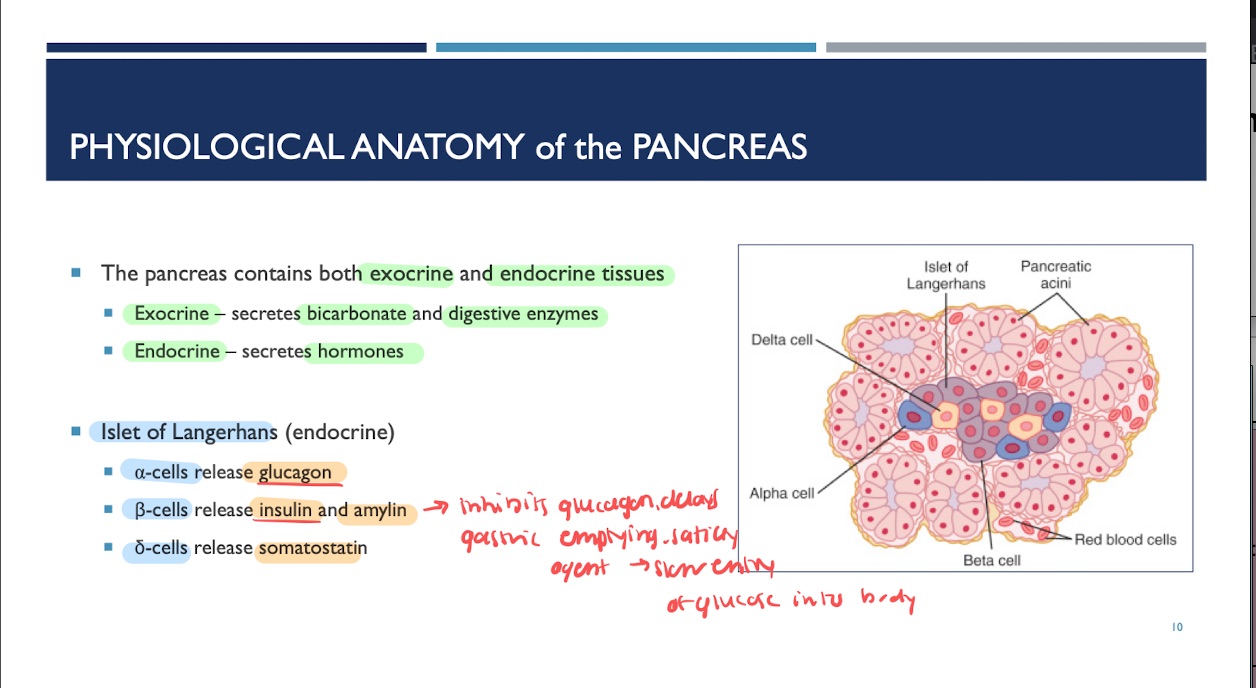 PHYSIOLOGICAL ANATOMY of the PANCREAS
The pancreas contains both exocrine and endocrine tissues
Exocrine – secretes bicarbonate and digestive enzymes
Endocrine – secretes hormones
Islet of Langerhans (endocrine)
α-cells release glucagon
β-cells release insulin and amylin → inhibits glucagon, delays
gastric emptying. satiety
agent → slow entry
of glucose into body
δ-cells release somatostatin
Islet of
Langerhans
Pancreatic
acini
Delta cell
Alpha cell
Beta cell
Red blood cells
10